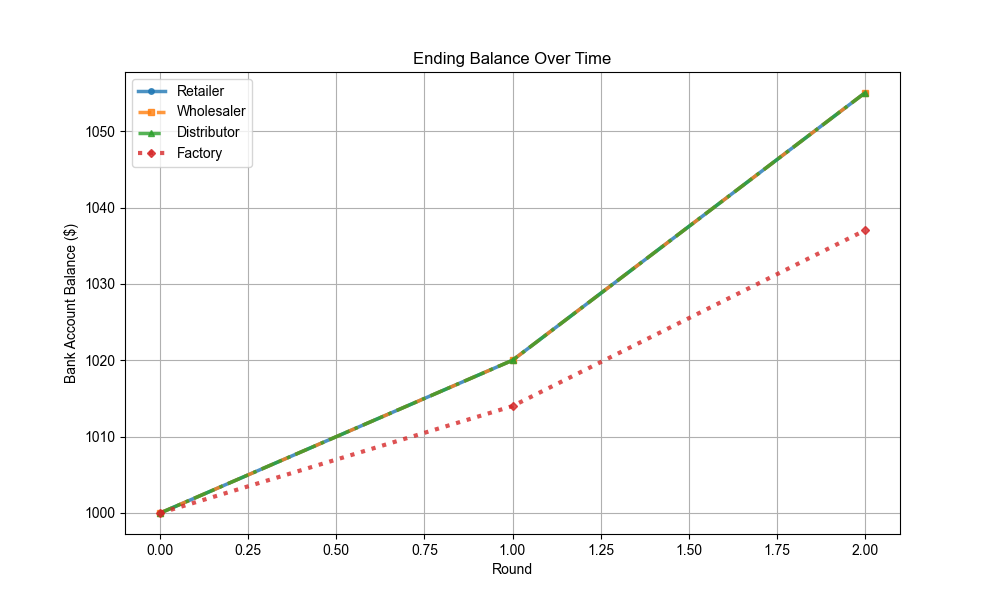 Ending Balance Over Time
Retailer
Wholesaler
Distributor
Factory
Bank Account Balance ($)
1050
1040
1030
1020
1010
1000
0.00 0.25 0.50 0.75 1.00 1.25 1.50 1.75 2.00
Round